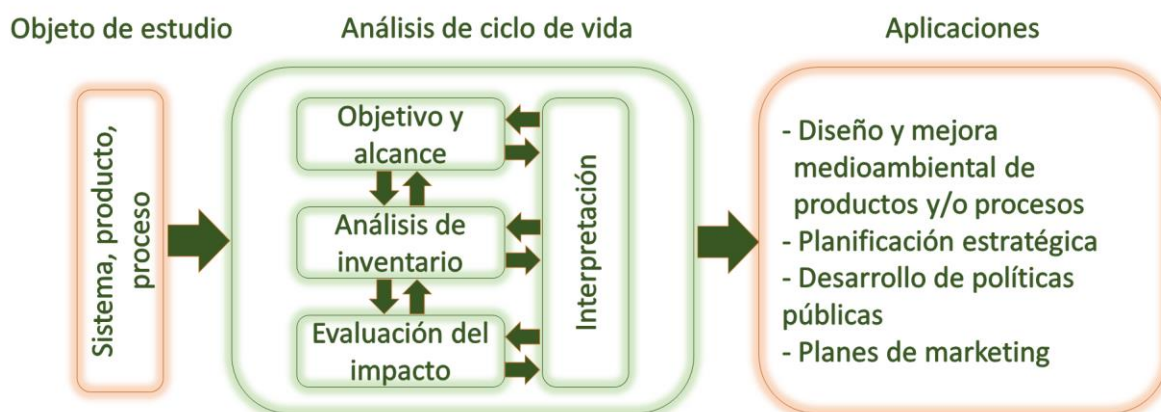 Objeto de estudio
Análisis de ciclo de vida
Aplicaciones
Sistema, producto,
proceso
Objetivo y
alcance
Análisis de
inventario
Evaluación del
impacto
Interpretación
- Diseño y mejora
medioambiental de
productos y/o procesos
- Planificación estratégica
- Desarrollo de políticas
públicas
- Planes de marketing